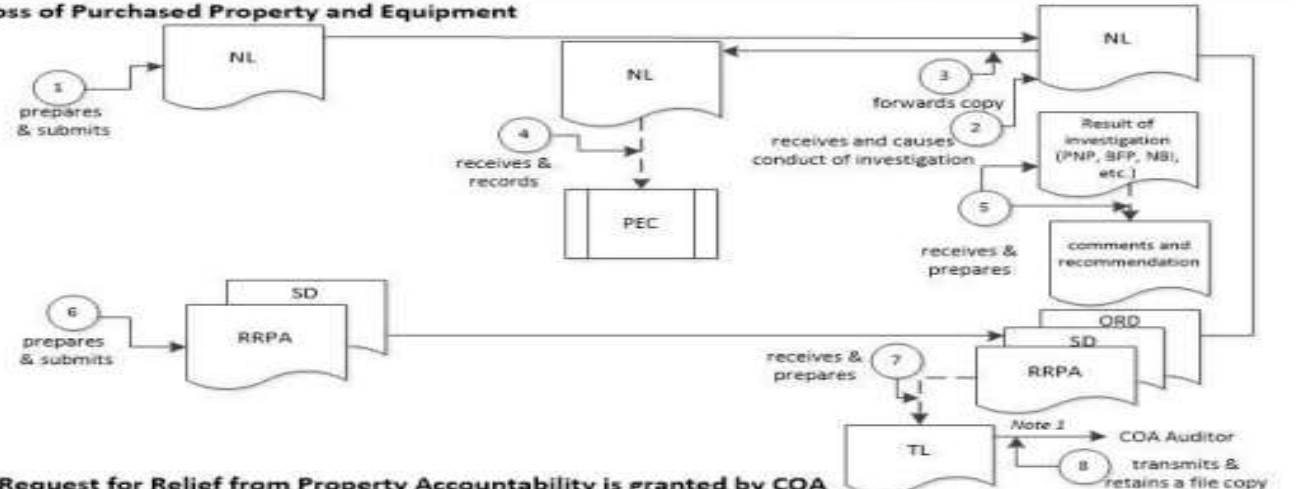 oss of Purchased Property and Equipment
NL
NL
NL
1
prepares
& submits
3
forwards copy
2
receives and causes
conduct of investigation
4
receives &
records
Result of
investigation
(PNP, BFP, NBI,
etc.)
5
receives &
prepares
PEC
comments and
recommendation
6
prepares
& submits
SD
RRPA
ORD
SD
RRPA
receives &
prepares
7
TL
Note 1
COA Auditor
8
transmits &
retains a file copy
Request for Relief from Property Accountability is granted by COA